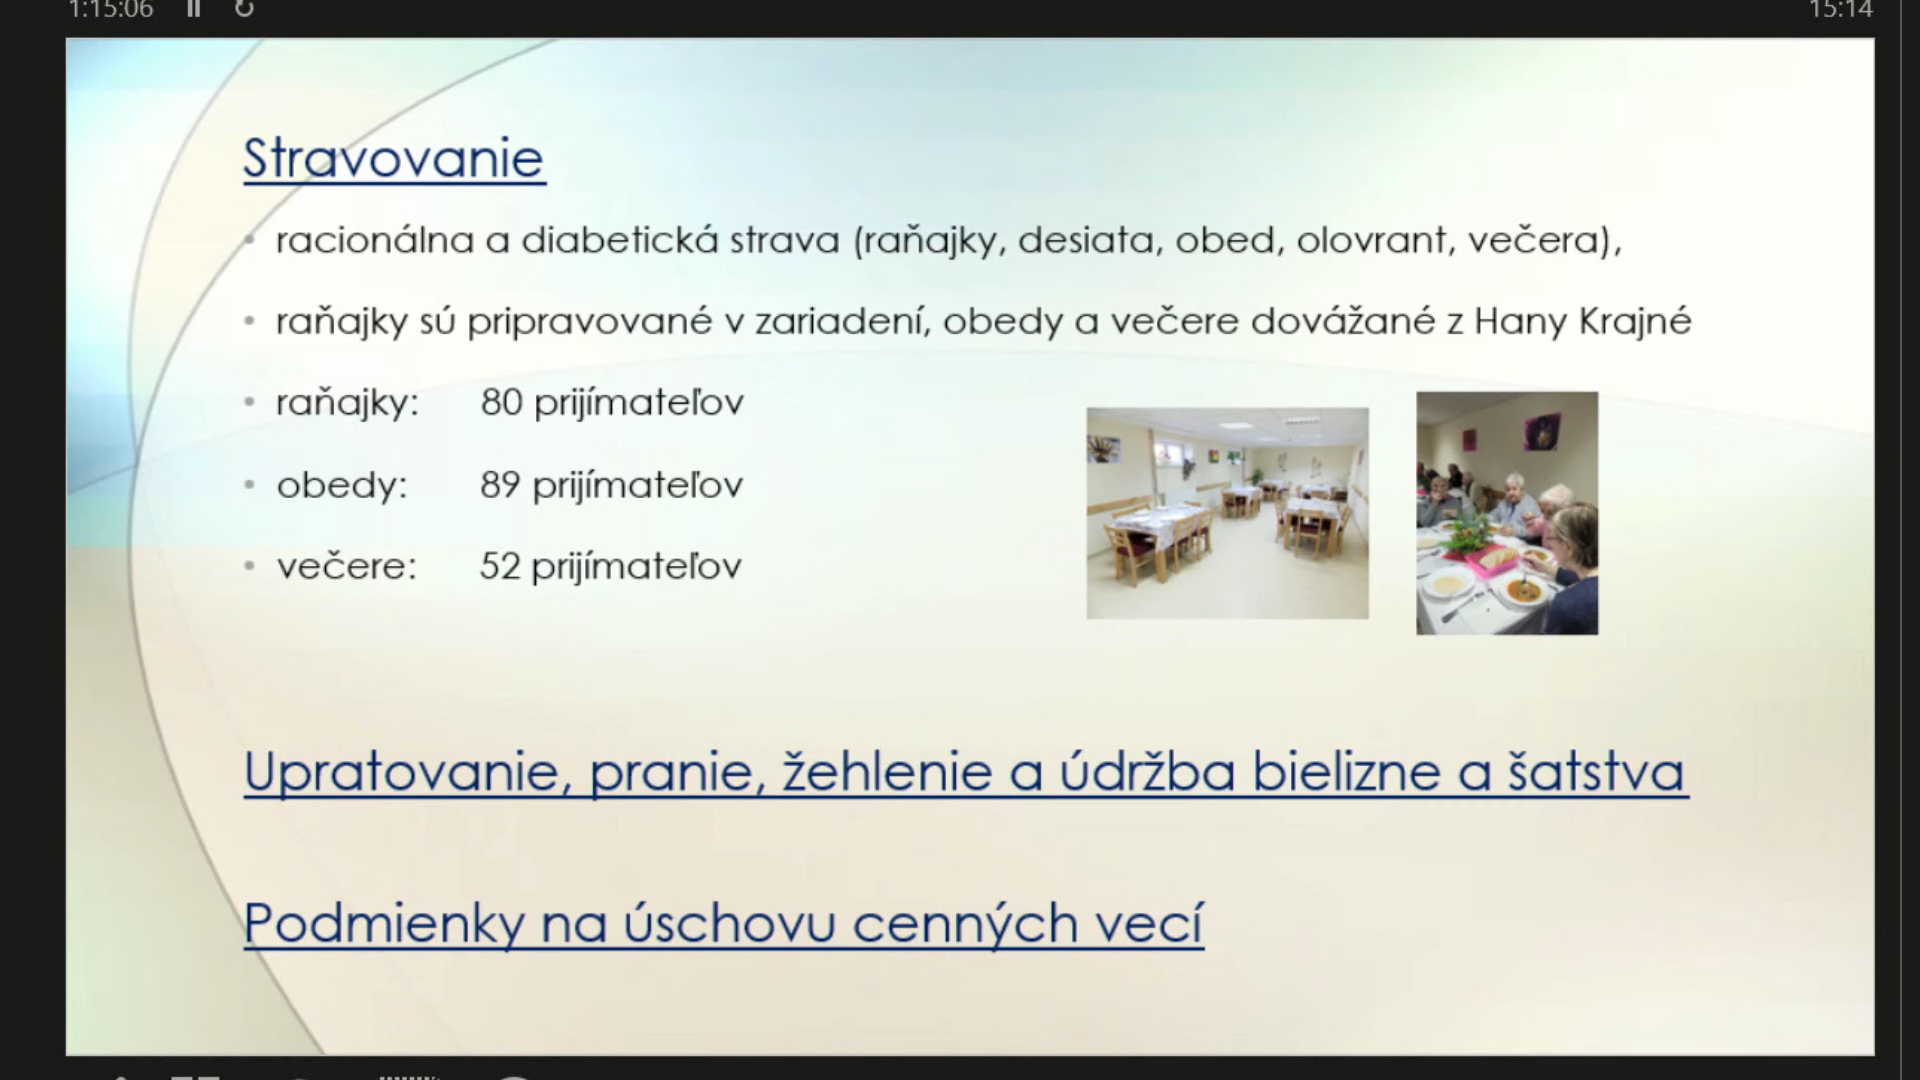 1:15:06
15:14
Stravovanie
racionálna a diabetická strava (raňajky, desiata, obed, olovrant, večera),
raňajky sú pripravované v zariadení, obedy a večere dovážané z Hany Krajné
raňajky: 80 prijímateľov
obedy: 89 prijímateľov
večere: 52 prijímateľov
Upratovanie, pranie, žehlenie a údržba bielizne a šatstva
Podmienky na úschovu cenných vecí